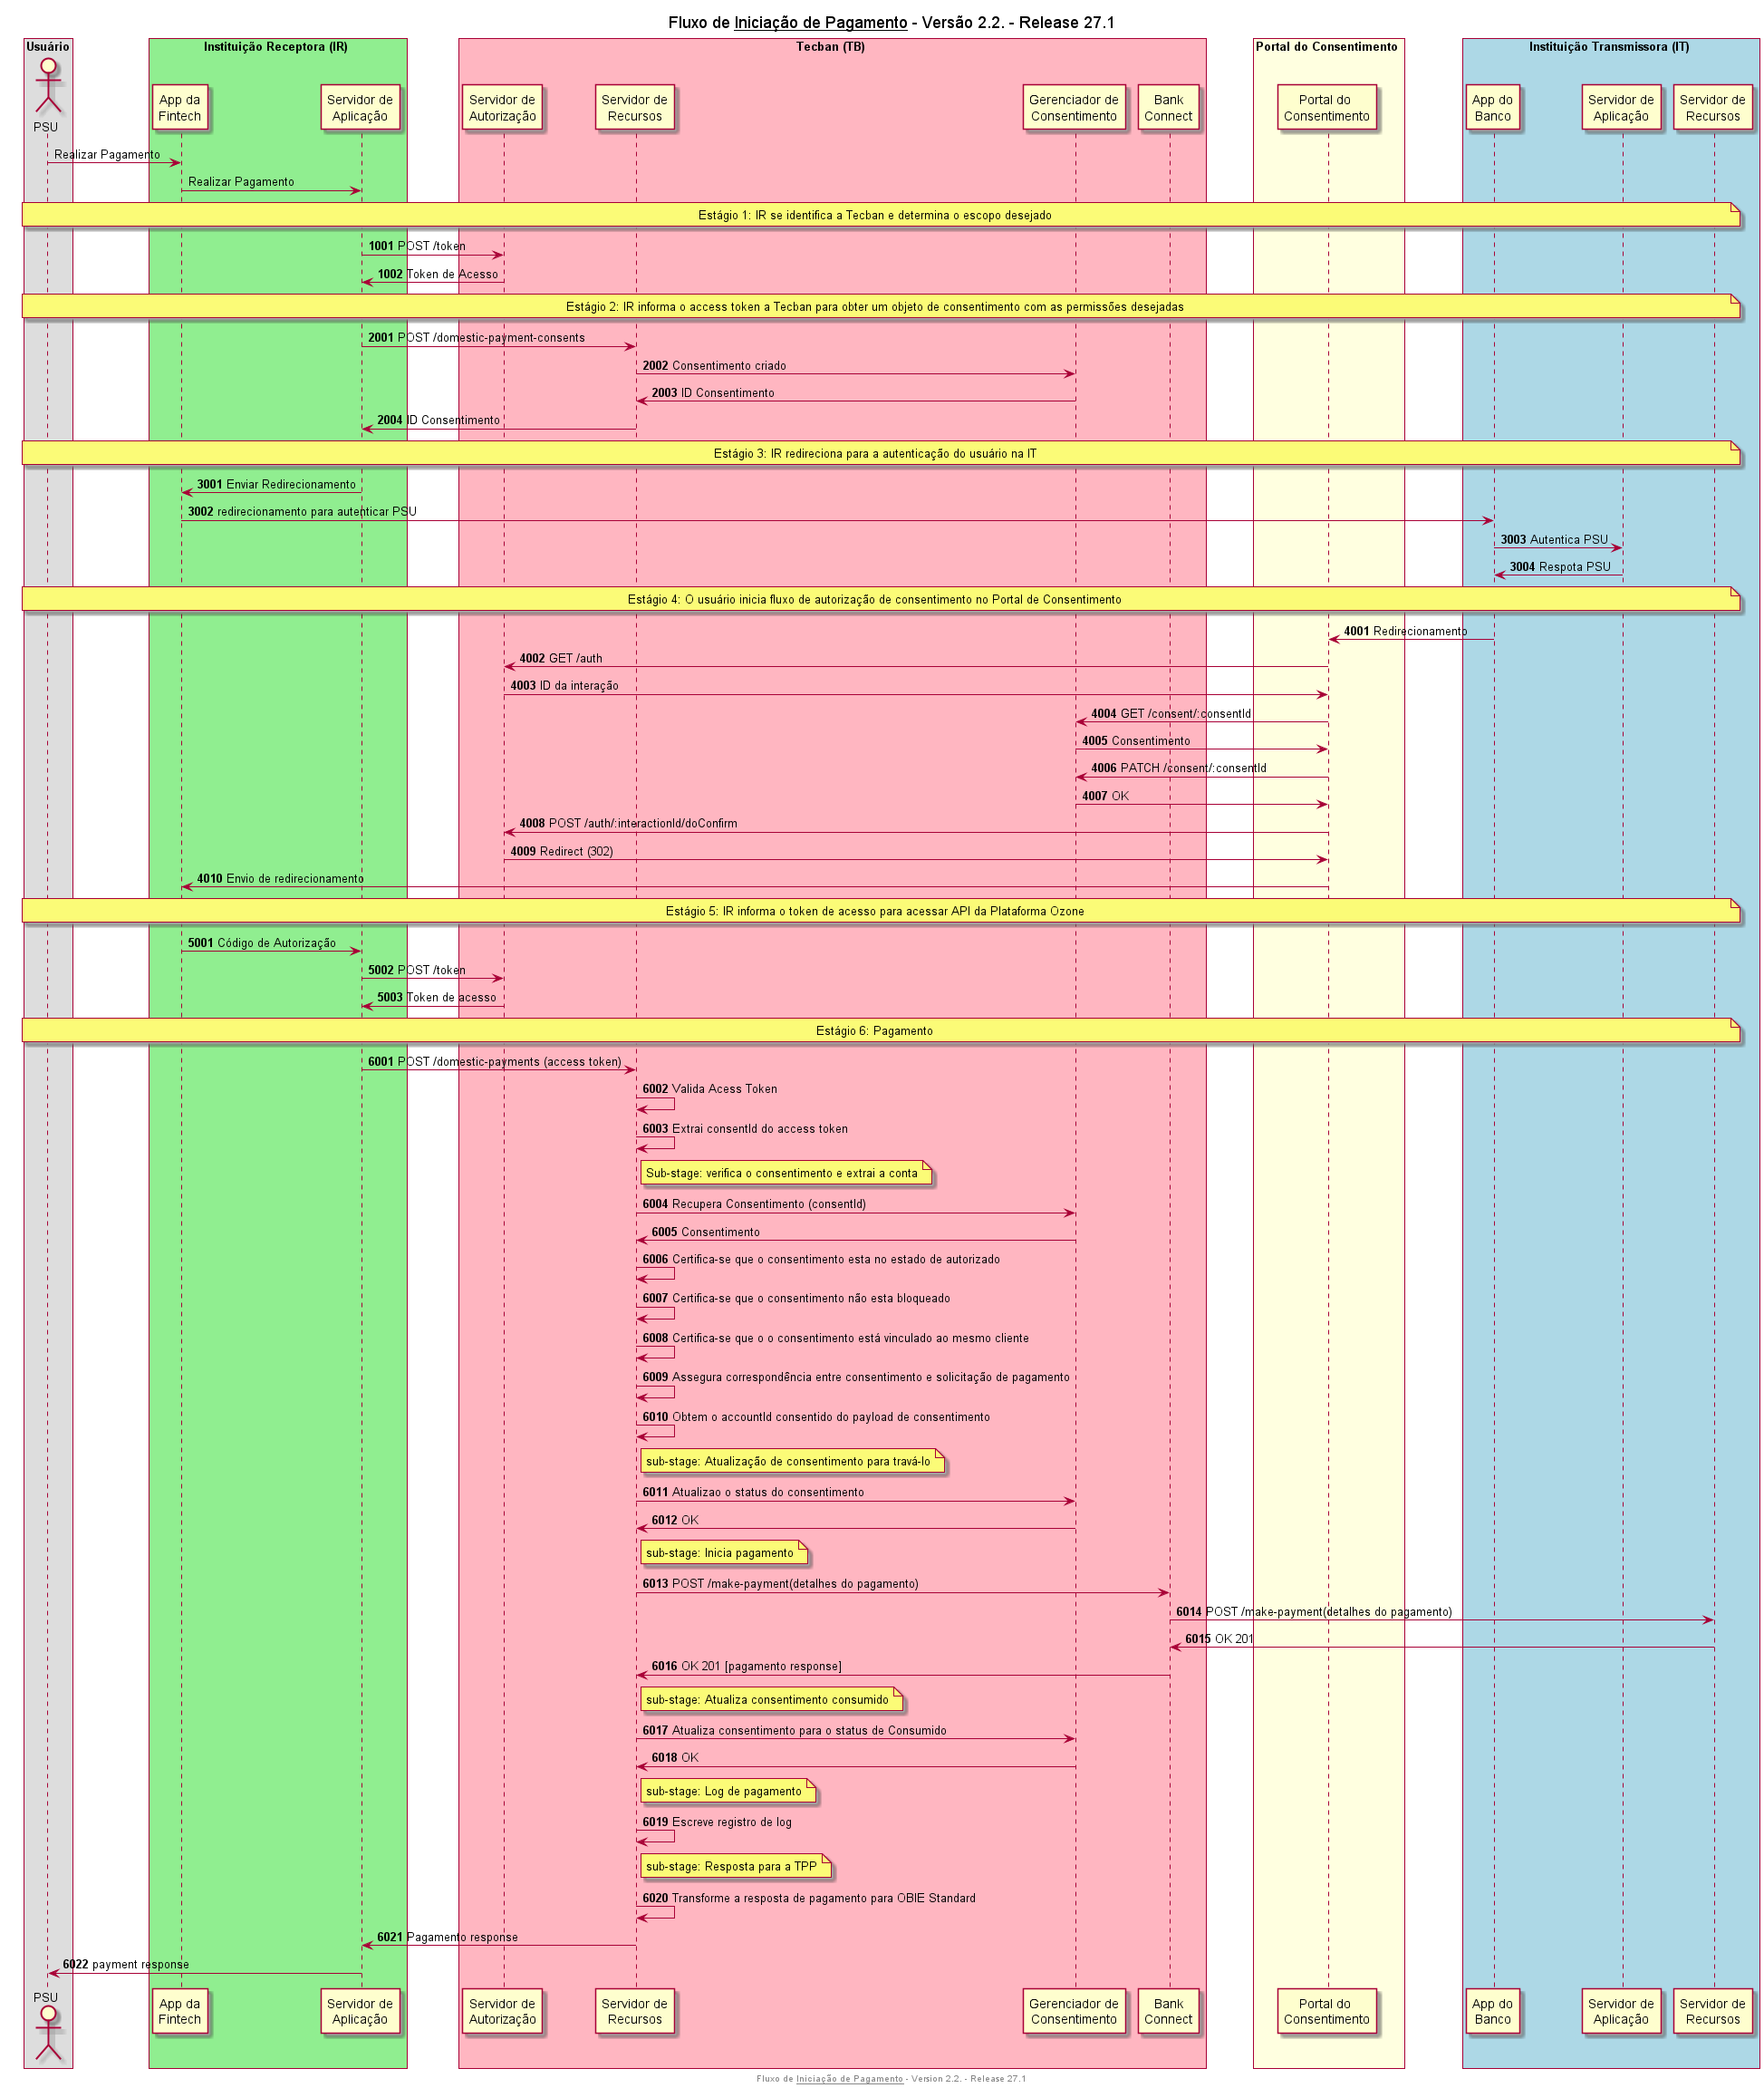 Fluxo de Iniciação de Pagamento - Versão 2.2. - Release 27.1
Usuário
Instituição Receptora (IR)
Tecban (TB)
Portal do Consentimento
Instituição Transmissora (IT)
PSU
App da
Fintech
Servidor de
Aplicação
Servidor de
Autorização
Servidor de
Recursos
Gerenciador de
Consentimento
Bank
Connect
Portal do
Consentimento
App do
Banco
Servidor de
Aplicação
Servidor de
Recursos
Realizar Pagamento
Realizar Pagamento
Estágio 1: IR se identifica a Tecban e determina o escopo desejado
1001 POST /token
1002 Token de Acesso
Estágio 2: IR informa o access token a Tecban para obter um objeto de consentimento com as permissões desejadas
2001 POST /domestic-payment-consents
2002 Consentimento criado
2003 ID Consentimento
2004 ID Consentimento
Estágio 3: IR redireciona para a autenticação do usuário na IT
3001 Enviar Redirecionamento
3002 redirecionamento para autenticar PSU
3003 Autentica PSU
3004 Respota PSU
Estágio 4: O usuário inicia fluxo de autorização de consentimento no Portal de Consentimento
4001 Redirecionamento
4002 GET /auth
4003 ID da interação
4004 GET /consent/:consentId
4005 Consentimento
4006 PATCH /consent/:consentId
4007 OK
4008 POST /auth/:interactionId/doConfirm
4009 Redirect (302)
4010 Envio de redirecionamento
Estágio 5: IR informa o token de acesso para acessar API da Plataforma Ozone
5001 Código de Autorização
5002 POST /token
5003 Token de acesso
Estágio 6: Pagamento
6001 POST /domestic-payments (access token)
6002 Valida Acess Token
6003 Extrai consentId do access token
Sub-stage: verifica o consentimento e extrai a conta
6004 Recupera Consentimento (consentId)
6005 Consentimento
6006 Certifica-se que o consentimento esta no estado de autorizado
6007 Certifica-se que o consentimento não esta bloqueado
6008 Certifica-se que o o consentimento está vinculado ao mesmo cliente
6009 Assegura correspondência entre consentimento e solicitação de pagamento
6010 Obtem o accountId consentido do payload de consentimento
sub-stage: Atualização de consentimento para travá-lo
6011 Atualizao o status do consentimento
6012 OK
sub-stage: Inicia pagamento
6013 POST /make-payment(detalhes do pagamento)
6014 POST /make-payment(detalhes do pagamento)
6015 OK 201
6016 OK 201 [pagamento response]
sub-stage: Atualiza consentimento consumido
6017 Atualiza consentimento para o status de Consumido
6018 OK
sub-stage: Log de pagamento
6019 Escreve registro de log
sub-stage: Resposta para a TPP
6020 Transforme a resposta de pagamento para OBIE Standard
6021 Pagamento response
6022 payment response
PSU
App da
Fintech
Servidor de
Aplicação
Servidor de
Autorização
Servidor de
Recursos
Gerenciador de
Consentimento
Bank
Connect
Portal do
Consentimento
App do
Banco
Servidor de
Aplicação
Servidor de
Recursos
Fluxo de Iniciação de Pagamento - Version 2.2. - Release 27.1